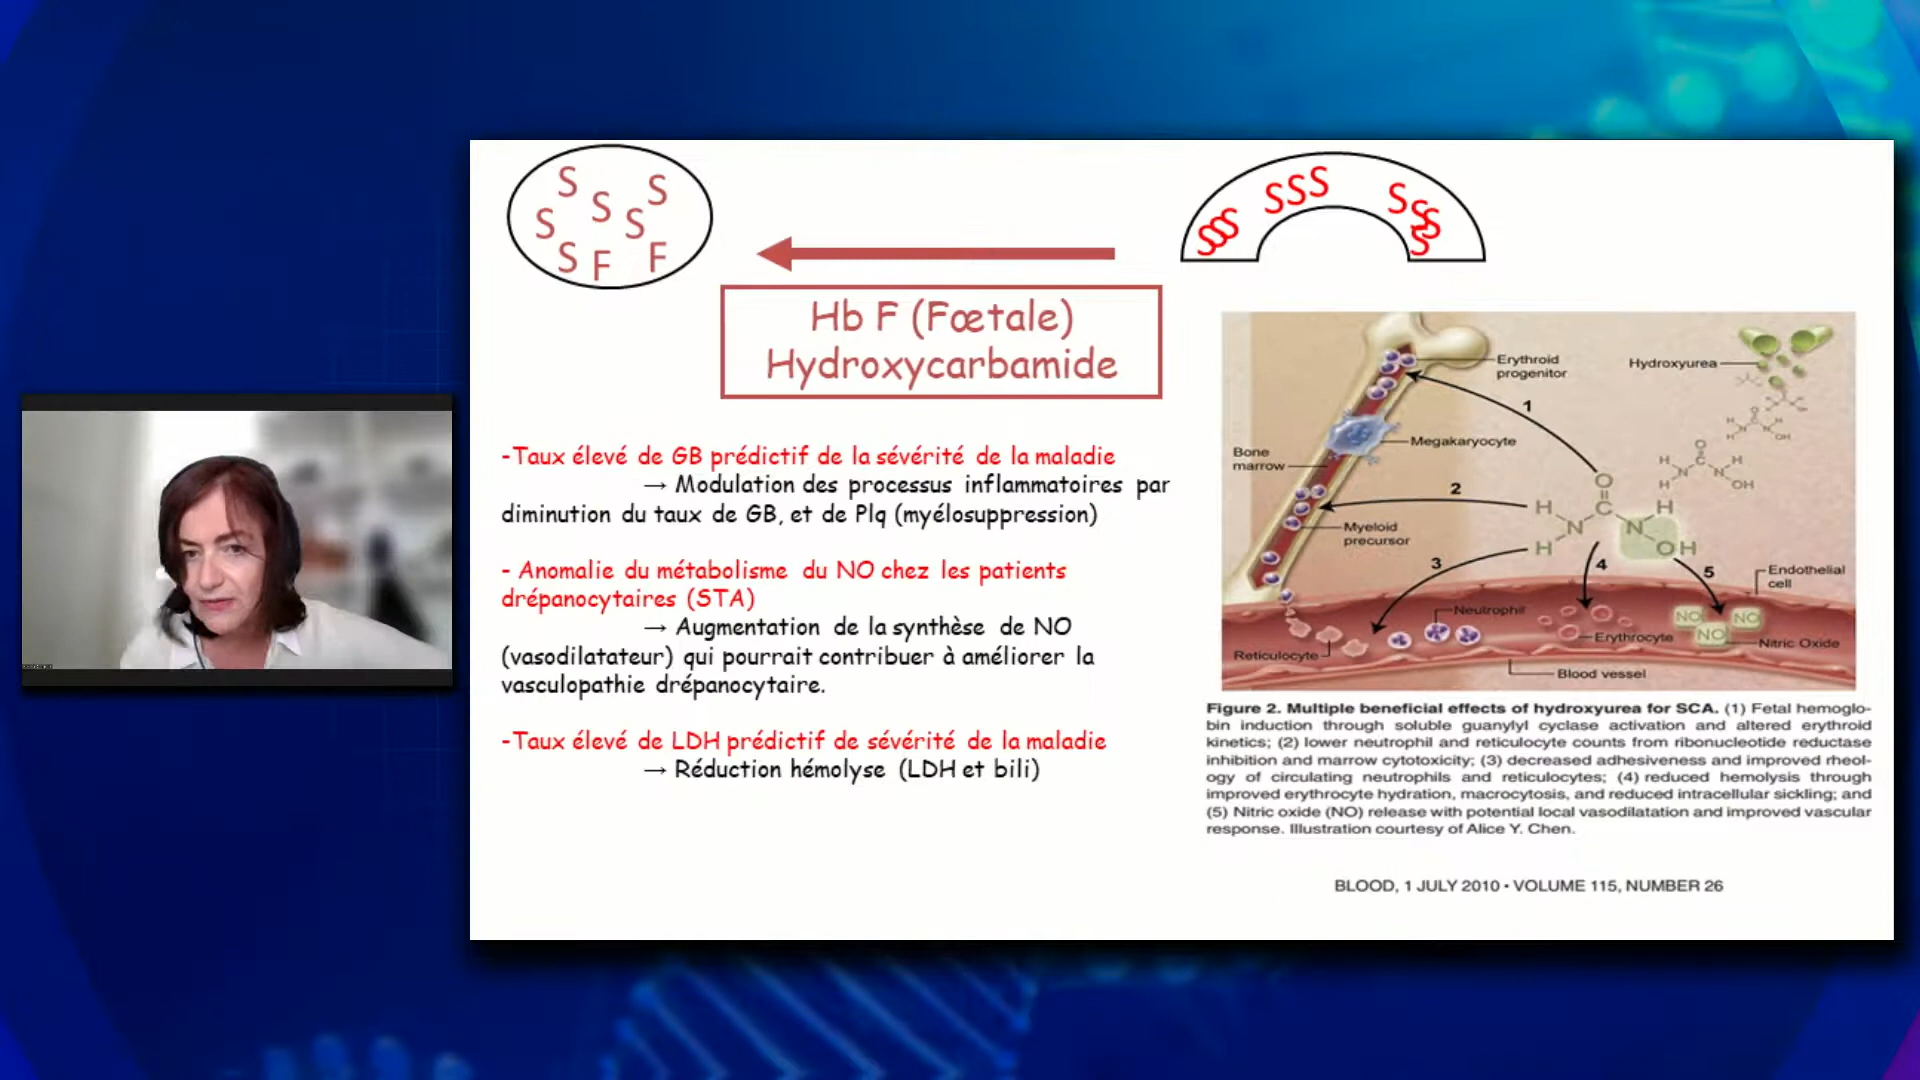 S S S S S S F F
SSS SSS SSSS
Hb F (Fœtale)
Hydroxycarbamide
-Taux élevé de GB prédictif de la sévérité de la maladie
→ Modulation des processus inflammatoires par
diminution du taux de GB, et de Plq (myélosuppression)
- Anomalie du métabolisme du NO chez les patients
drépanocytaires (STA)
→ Augmentation de la synthèse de NO
(vasodilatateur) qui pourrait contribuer à améliorer la
vasculopathie drépanocytaire.
-Taux élevé de LDH prédictif de sévérité de la maladie
→ Réduction hémolyse (LDH et bili)
Erythroid
progenitor
Hydroxyurea
1
Megakaryocyte
Bone
marrow
2
Myeloid
precursor
3
4
5
H
N
H
O
C
N
H
OH
H
N
H
O
C
N
H
OH
Endothelial
cell
Neutrophil
Erythrocyte
NO
NO
NO
Nitric Oxide
Reticulocyte
Blood vessel
Figure 2. Multiple beneficial effects of hydroxyurea for SCA. (1) Fetal hemoglo-
bin induction through soluble guanylyl cyclase activation and altered erythroid
kinetics; (2) lower neutrophil and reticulocyte counts from ribonucleotide reductase
inhibition and marrow cytotoxicity; (3) decreased adhesiveness and improved rheol-
ogy of circulating neutrophils and reticulocytes; (4) reduced hemolysis through
improved erythrocyte hydration, macrocytosis, and reduced intracellular sickling; and
(5) Nitric oxide (NO) release with potential local vasodilatation and improved vascular
response. Illustration courtesy of Alice Y. Chen.
BLOOD, 1 JULY 2010 • VOLUME 115, NUMBER 26